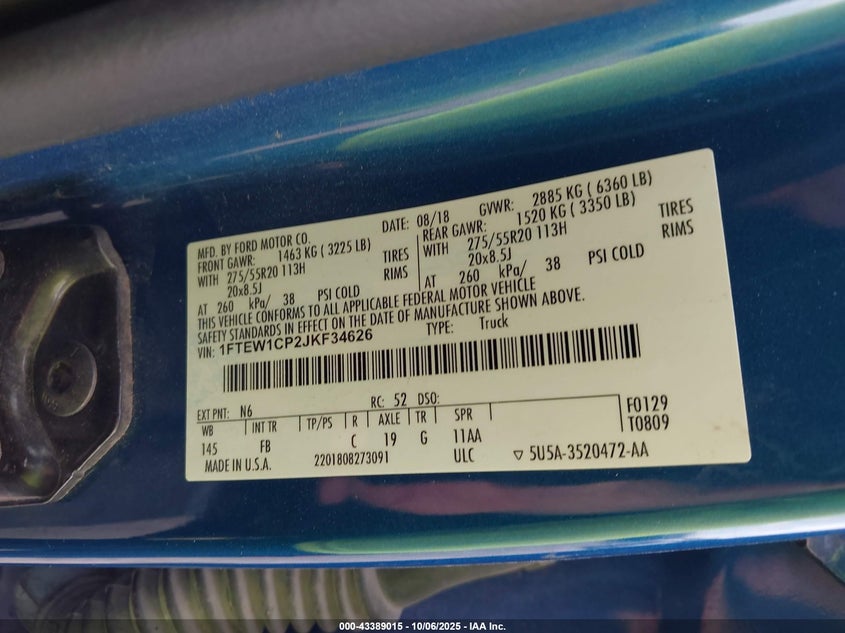 MFD. BY FORD MOTOR CO. DATE: 08/18 GVWR: 2885 KG ( 6360 LB)
FRONT GAWR: 1463 KG ( 3225 LB) REAR GAWR: 1520 KG ( 3350 LB)
WITH 275/55R20 113H TIRES WITH 275/55R20 113H TIRES
20x8.5J RIMS 20x8.5J RIMS
AT 260 kPa/ 38 PSI COLD AT 260 kPa/ 38 PSI COLD
THIS VEHICLE CONFORMS TO ALL APPLICABLE FEDERAL MOTOR VEHICLE
SAFETY STANDARDS IN EFFECT ON THE DATE OF MANUFACTURE SHOWN ABOVE.
VIN: 1FTEW1CP2JKF34626 TYPE: Truck
EXT PNT: N6 RC: 52 DSO: F0129
WB INT TR TP/PS R AXLE TR SPR T0809
145 FB C 19 G 11AA
MADE IN U.S.A. 2201808273091 ULC ▽ 5U5A-3520472-AA
000-43389015 - 10/06/2025 - IAA Inc.